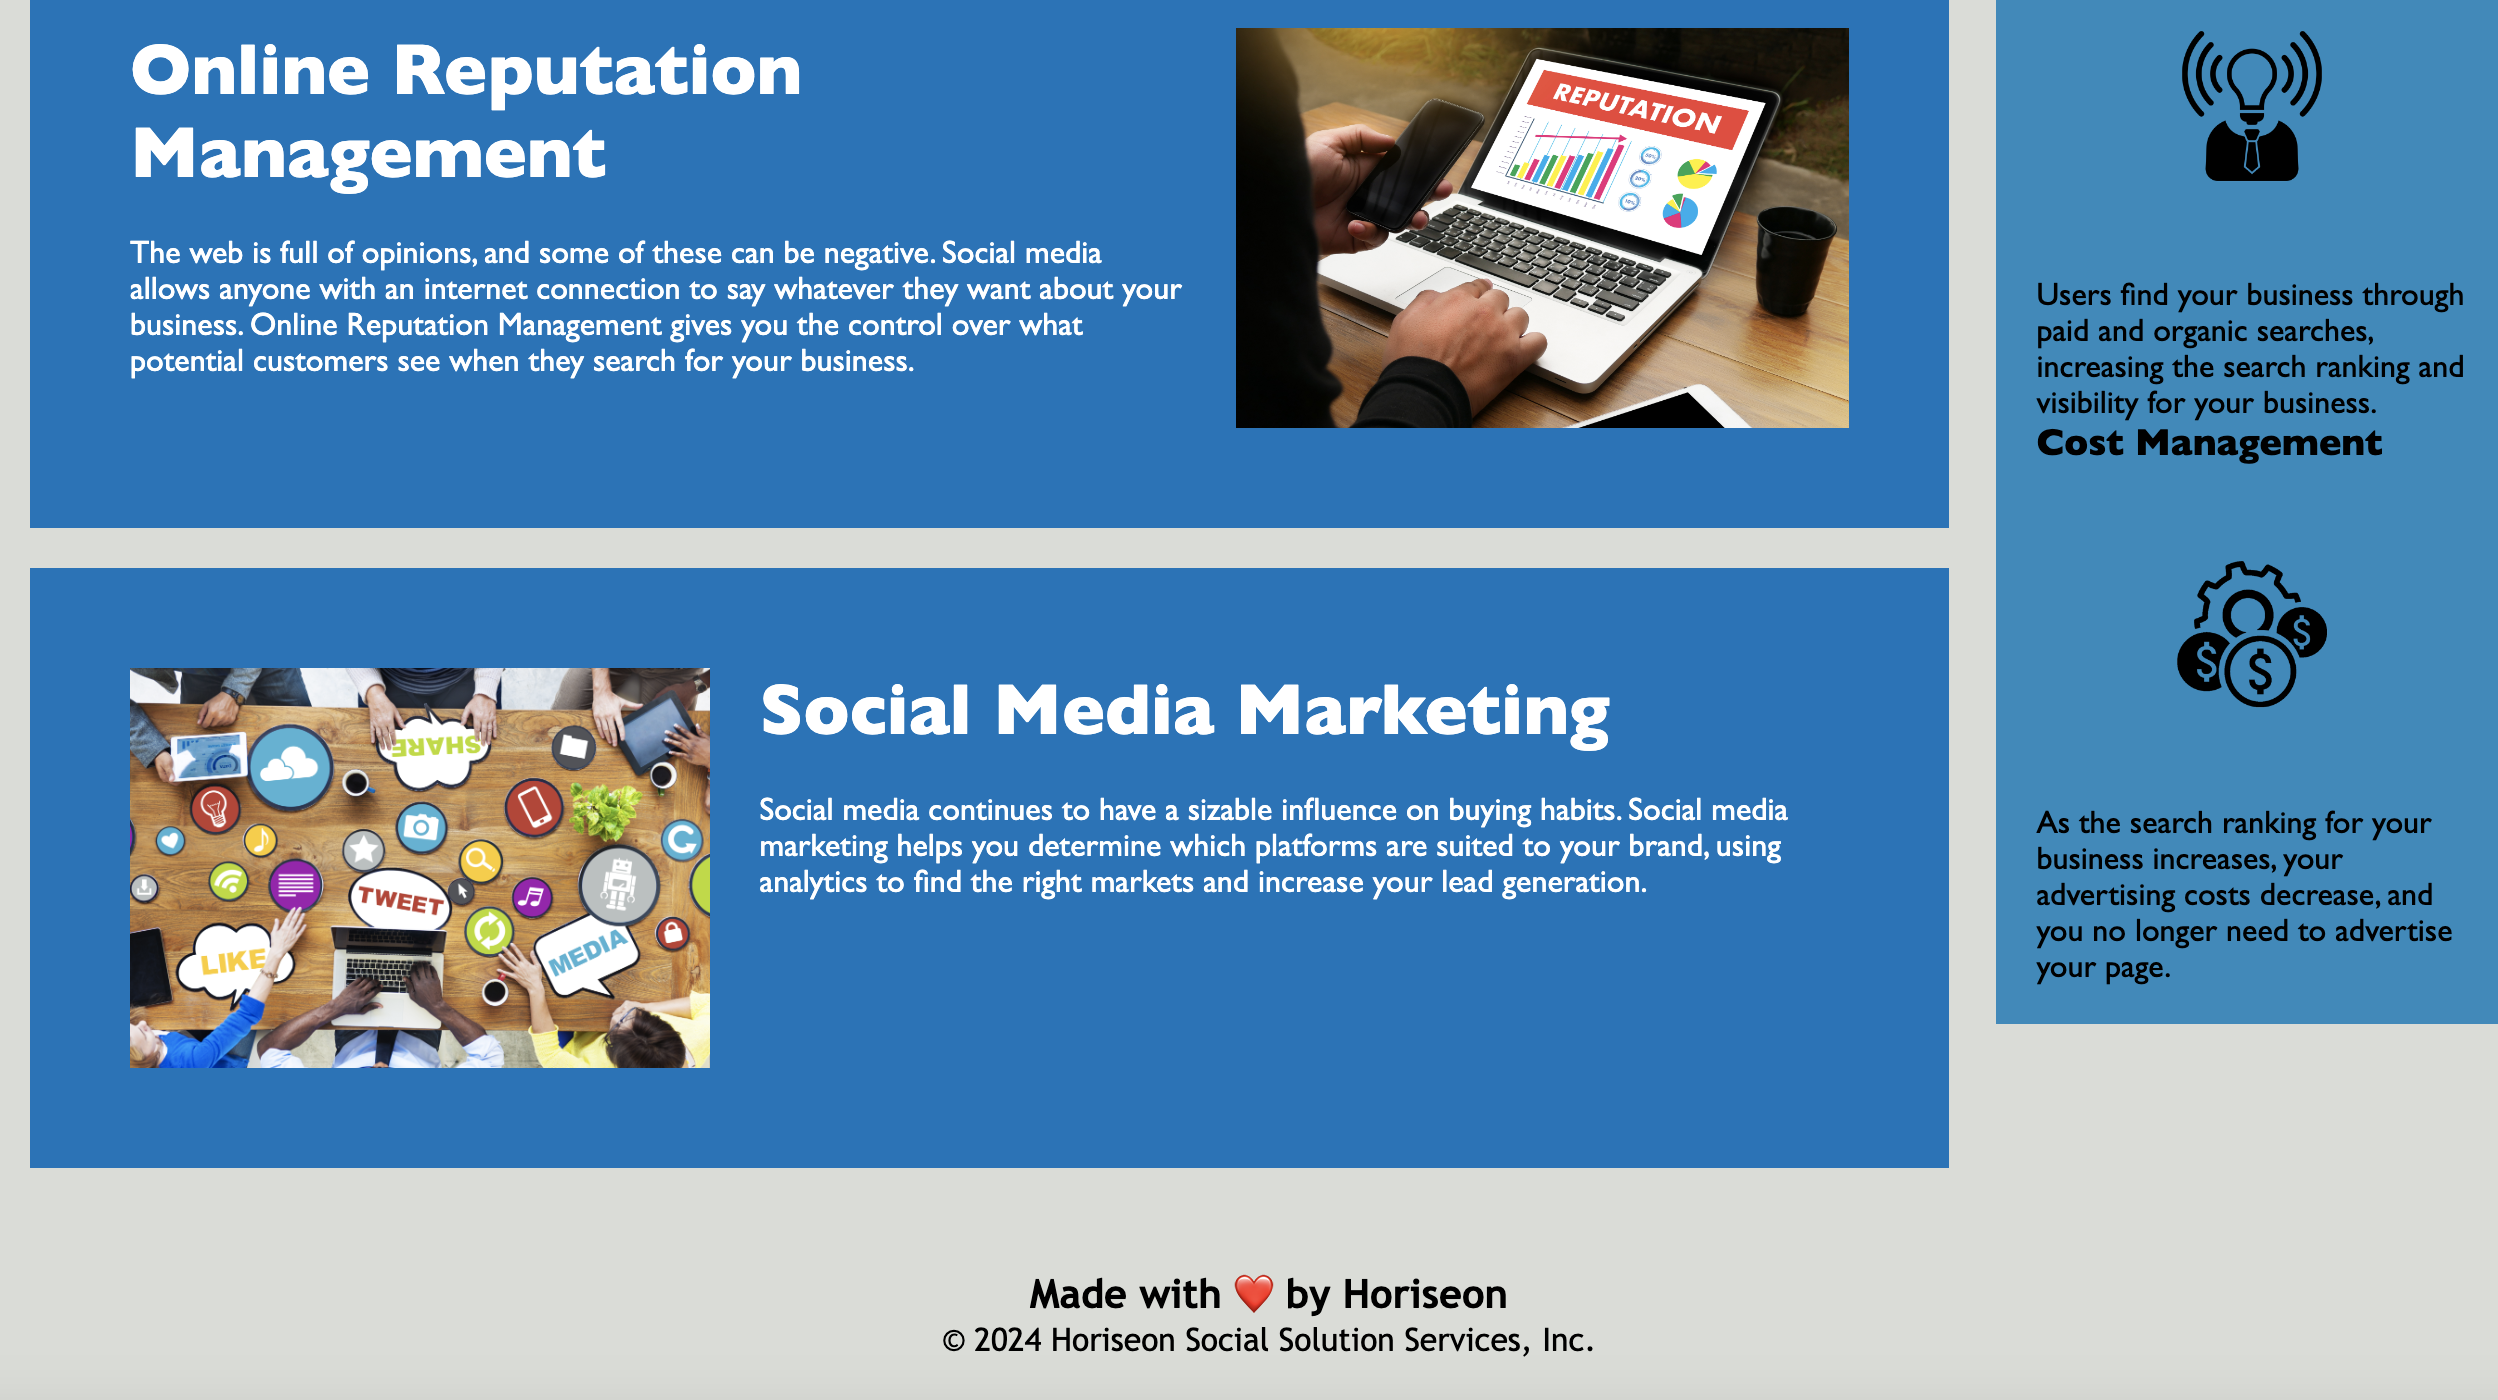 Online Reputation
Management
The web is full of opinions, and some of these can be negative. Social media
allows anyone with an internet connection to say whatever they want about your
business. Online Reputation Management gives you the control over what
potential customers see when they search for your business.
REPUTATION
Users find your business through
paid and organic searches,
increasing the search ranking and
visibility for your business.
Cost Management
$ $ $
SHARE
TWEET
LIKE
MEDIA
Social Media Marketing
Social media continues to have a sizable influence on buying habits. Social media
marketing helps you determine which platforms are suited to your brand, using
analytics to find the right markets and increase your lead generation.
As the search ranking for your
business increases, your
advertising costs decrease, and
you no longer need to advertise
your page.
Made with ❤️ by Horiseon
© 2024 Horiseon Social Solution Services, Inc.